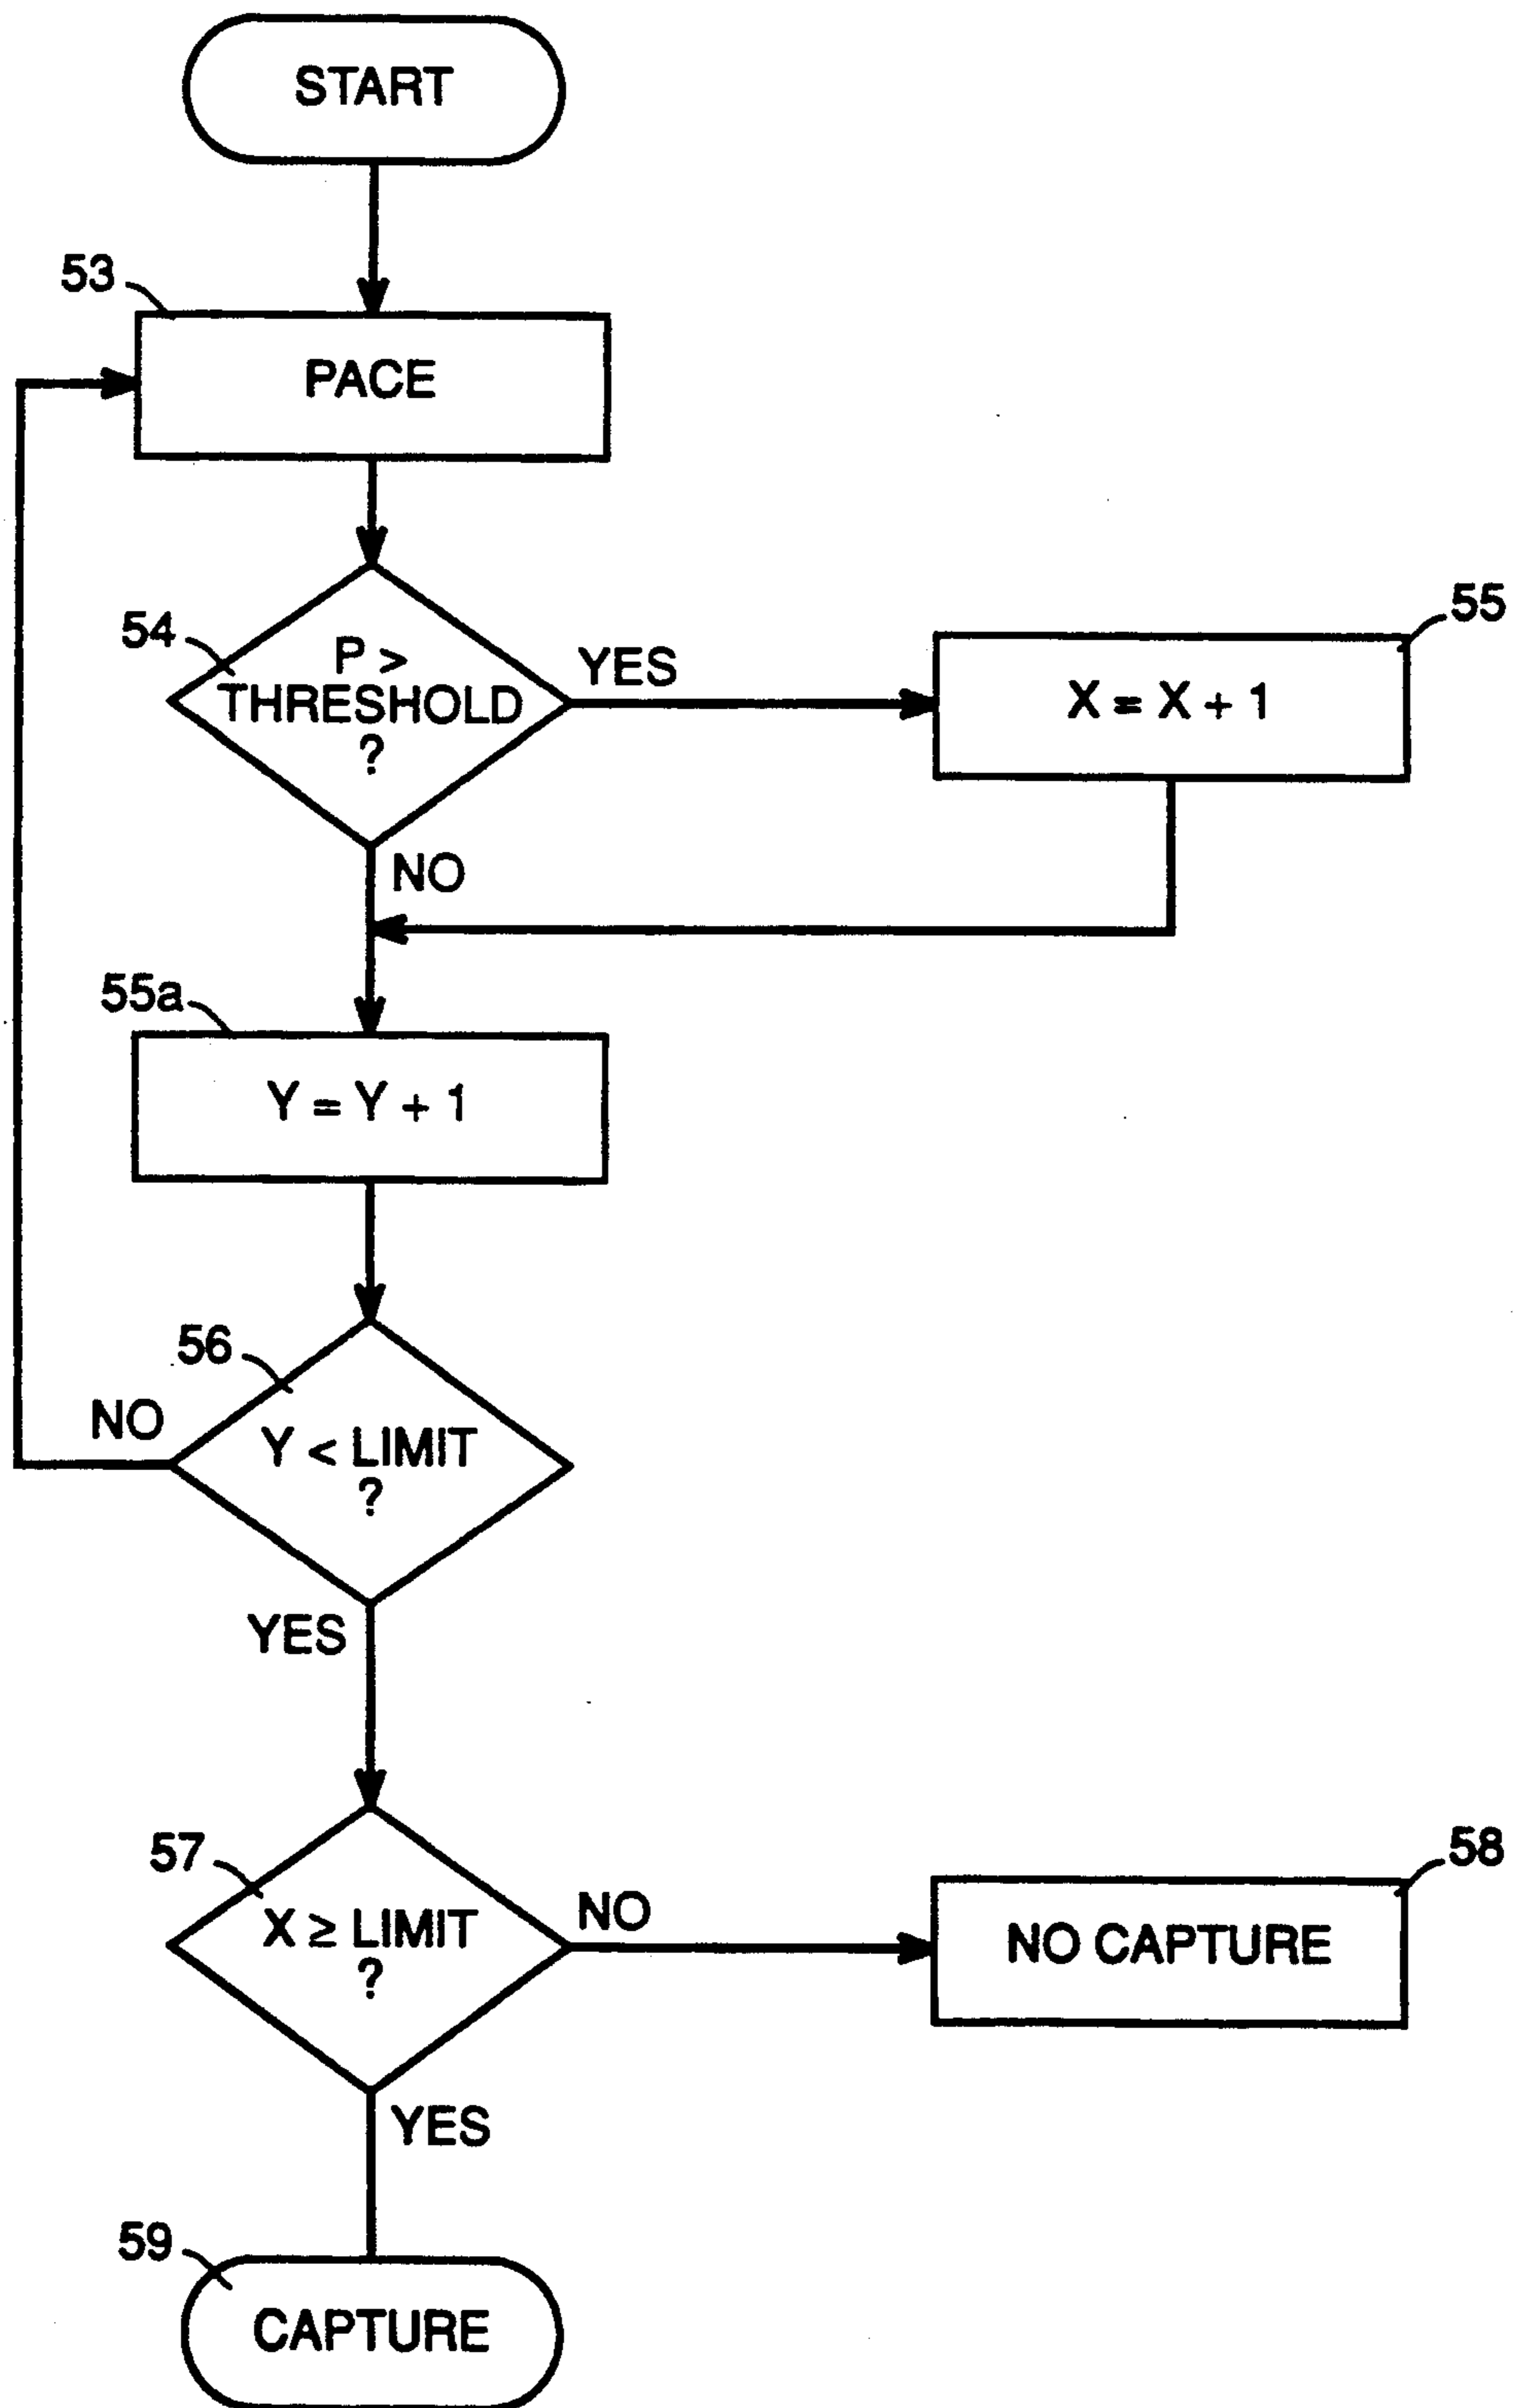 START
53
PACE
54
P >
THRESHOLD
?
YES
55
X = X + 1
NO
55a
Y = Y + 1
56
NO
Y < LIMIT
?
YES
57
X ≥ LIMIT
?
NO
58
NO CAPTURE
YES
59
CAPTURE